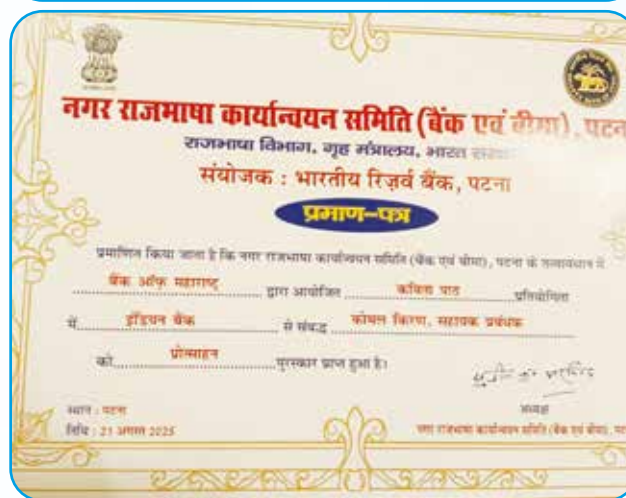 नगर राजभाषा कार्यान्वयन समिति (बैंक एवं बीमा), पटना
राजभाषा विभाग, गृह मंत्रालय, भारत
संयोजक : भारतीय रिज़र्व बैंक, पटना
प्रमाण-पत्र
प्रमाणित किया जाता है कि नगर राजभाषा कार्यान्वयन समिति (बैंक एवं बीमा), पटना के तत्वावधान में
बैंक ऑफ महाराष्ट्र द्वारा आयोजित कविता पाठ प्रतियोगिता
में इंडियन बैंक से संबद्ध कोमल किरण, सहायक प्रबंधक
को प्रोत्साहन पुरस्कार प्राप्त हुआ है।
स्थान : पटना
तिथि : 21 अगस्त 2025
अध्यक्ष
नगर राजभाषा कार्यान्वयन समिति (बैंक एवं बीमा),